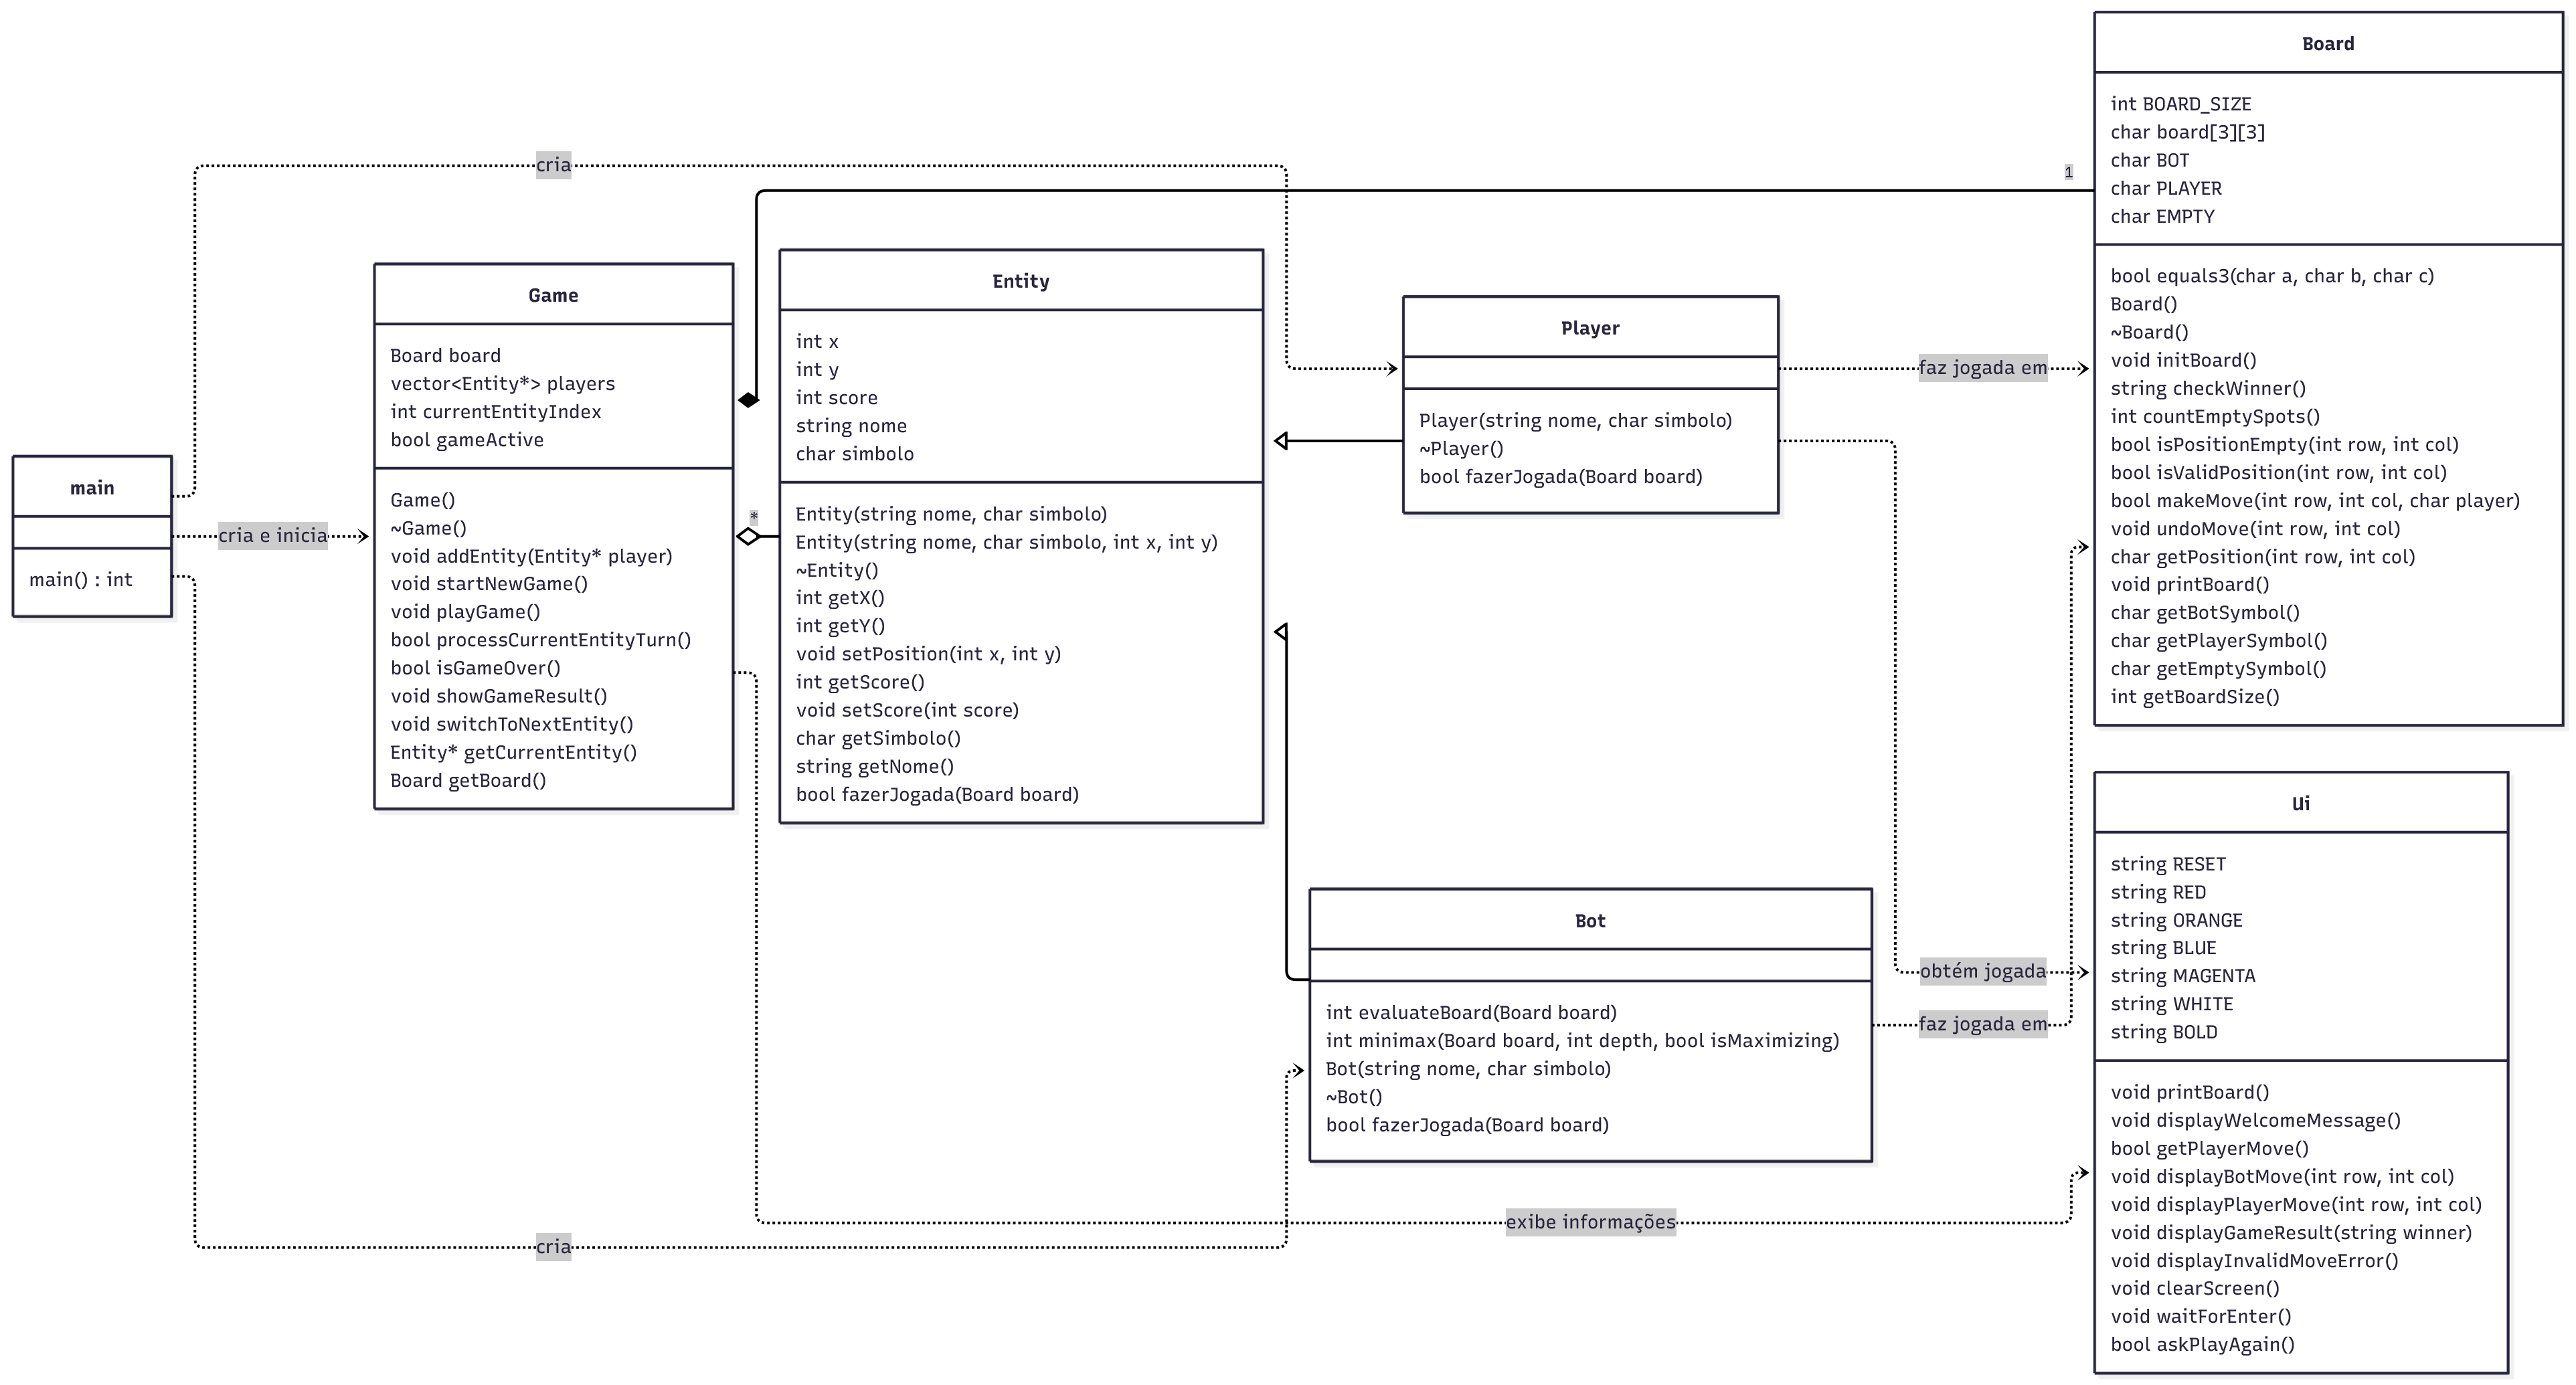 main
main() : int
cria
cria e inicia
cria
Game
Board board
vector<Entity*> players
int currentEntityIndex
bool gameActive
Game()
~Game()
void addEntity(Entity* player)
void startNewGame()
void playGame()
bool processCurrentEntityTurn()
bool isGameOver()
void showGameResult()
void switchToNextEntity()
Entity* getCurrentEntity()
Board getBoard()
*
Entity
int x
int y
int score
string nome
char simbolo
Entity(string nome, char simbolo)
Entity(string nome, char simbolo, int x, int y)
~Entity()
int getX()
int getY()
void setPosition(int x, int y)
int getScore()
void setScore(int score)
char getSimbolo()
string getNome()
bool fazerJogada(Board board)
Player
Player(string nome, char simbolo)
~Player()
bool fazerJogada(Board board)
Bot
int evaluateBoard(Board board)
int minimax(Board board, int depth, bool isMaximizing)
Bot(string nome, char simbolo)
~Bot()
bool fazerJogada(Board board)
exibe informações
1
faz jogada em
obtém jogada
faz jogada em
Board
int BOARD_SIZE
char board[3][3]
char BOT
char PLAYER
char EMPTY
bool equals3(char a, char b, char c)
Board()
~Board()
void initBoard()
string checkWinner()
int countEmptySpots()
bool isPositionEmpty(int row, int col)
bool isValidPosition(int row, int col)
bool makeMove(int row, int col, char player)
void undoMove(int row, int col)
char getPosition(int row, int col)
void printBoard()
char getBotSymbol()
char getPlayerSymbol()
char getEmptySymbol()
int getBoardSize()
Ui
string RESET
string RED
string ORANGE
string BLUE
string MAGENTA
string WHITE
string BOLD
void printBoard()
void displayWelcomeMessage()
bool getPlayerMove()
void displayBotMove(int row, int col)
void displayPlayerMove(int row, int col)
void displayGameResult(string winner)
void displayInvalidMoveError()
void clearScreen()
void waitForEnter()
bool askPlayAgain()